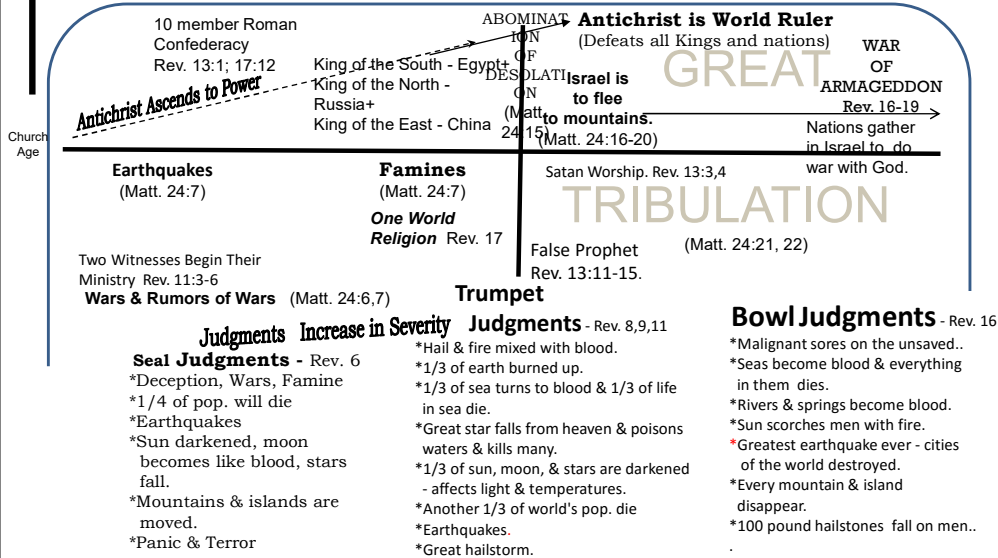 10 member Roman
Confederacy
Rev. 13:1; 17:12
Antichrist Ascends to Power
King of the South - Egypt+
King of the North -
Russia+
King of the East - China
ABOMINAT
ION
OF
DESOLATI
ON
(Matt.
24:15)
Antichrist is World Ruler
(Defeats all Kings and nations)
Israel is
to flee
to mountains.
(Matt. 24:16-20)
GREAT
WAR
OF
ARMAGEDDON
Rev. 16-19
Nations gather
in Israel to do
war with God.
Church
Age
Earthquakes
(Matt. 24:7)
Famines
(Matt. 24:7)
One World
Religion Rev. 17
Satan Worship. Rev. 13:3,4
TRIBULATION
(Matt. 24:21, 22)
False Prophet
Rev. 13:11-15.
Two Witnesses Begin Their
Ministry Rev. 11:3-6
Wars & Rumors of Wars (Matt. 24:6,7)
Judgments Increase in Severity
Seal Judgments - Rev. 6
*Deception, Wars, Famine
*1/4 of pop. will die
*Earthquakes
*Sun darkened, moon
becomes like blood, stars
fall.
*Mountains & islands are
moved.
*Panic & Terror
Trumpet
Judgments - Rev. 8,9,11
*Hail & fire mixed with blood.
*1/3 of earth burned up.
*1/3 of sea turns to blood & 1/3 of life
in sea die.
*Great star falls from heaven & poisons
waters & kills many.
*1/3 of sun, moon, & stars are darkened
- affects light & temperatures.
*Another 1/3 of world's pop. die
*Earthquakes.
*Great hailstorm.
Bowl Judgments - Rev. 16
*Malignant sores on the unsaved..
*Seas become blood & everything
in them dies.
*Rivers & springs become blood.
*Sun scorches men with fire.
*Greatest earthquake ever - cities
of the world destroyed.
*Every mountain & island
disappear.
*100 pound hailstones fall on men..
.